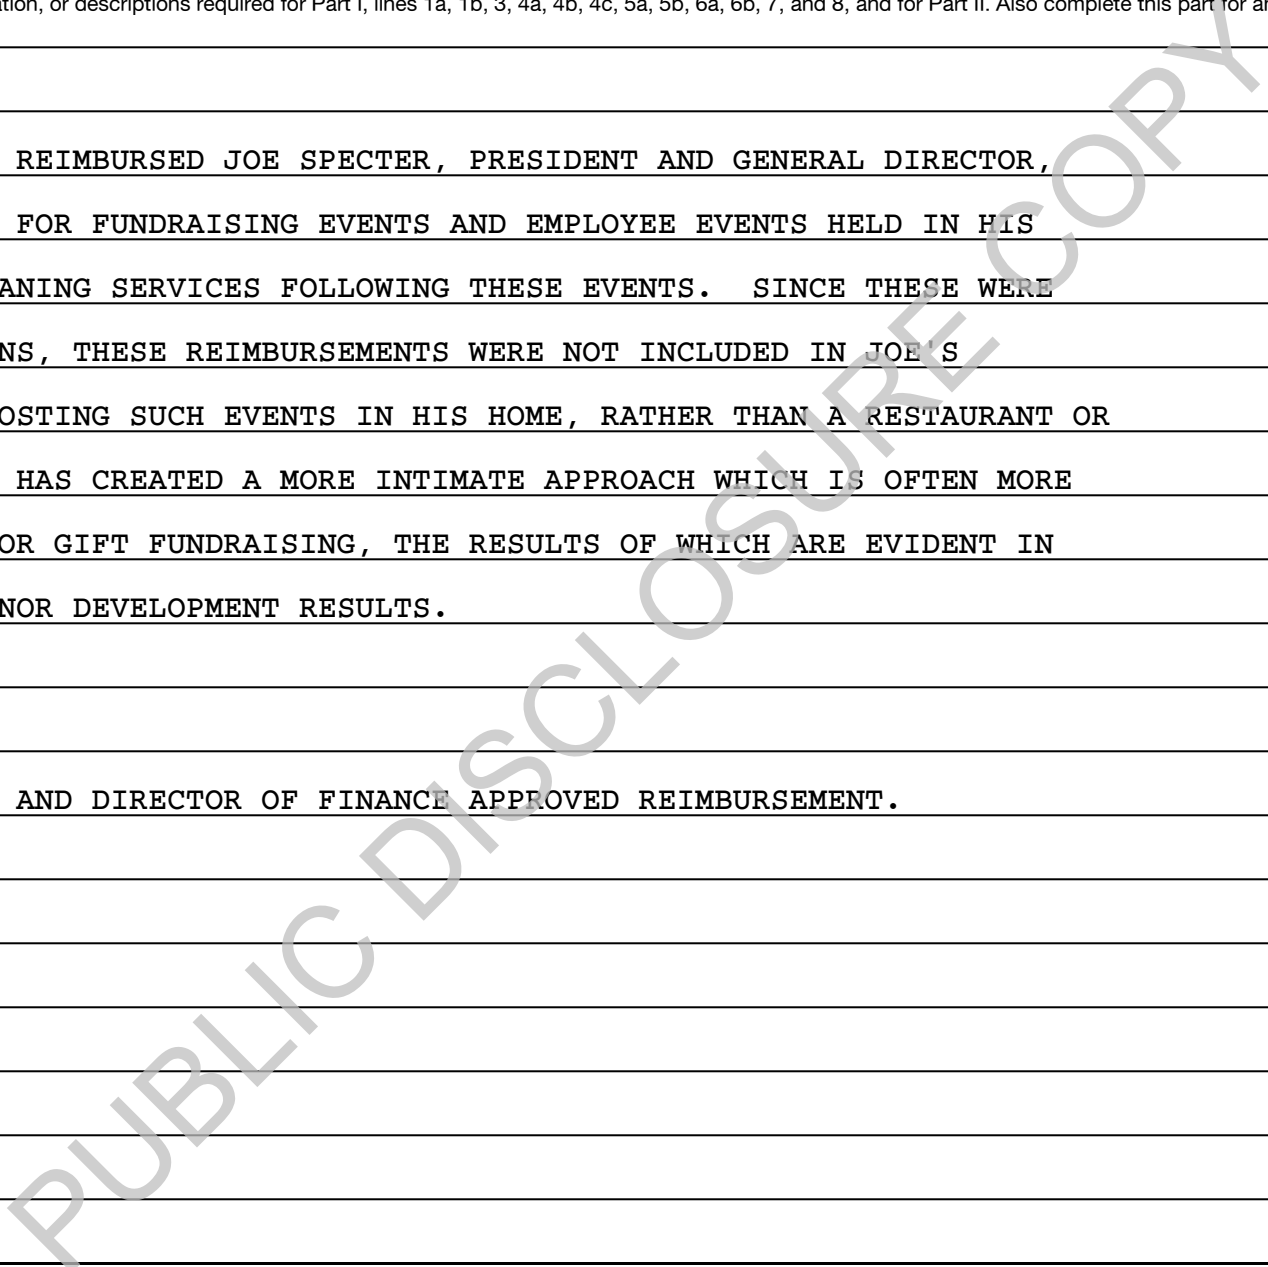 or descriptions required for Part I, lines 1a, 1b, 3, 4a, 4b, 4c, 5a, 5b, 6a, 6b, 7, and 8, and for Part II. Also complete this part for
REIMBURSED JOE SPECTER, PRESIDENT AND GENERAL DIRECTOR,
FOR FUNDRAISING EVENTS AND EMPLOYEE EVENTS HELD IN HIS
ANING SERVICES FOLLOWING THESE EVENTS.  SINCE THESE WERE
NS, THESE REIMBURSEMENTS WERE NOT INCLUDED IN JOE'S
OSTING SUCH EVENTS IN HIS HOME, RATHER THAN A RESTAURANT OR
HAS CREATED A MORE INTIMATE APPROACH WHICH IS OFTEN MORE
OR GIFT FUNDRAISING, THE RESULTS OF WHICH ARE EVIDENT IN
NOR DEVELOPMENT RESULTS.
AND DIRECTOR OF FINANCE APPROVED REIMBURSEMENT.
PUBLIC DISCLOSURE COPY